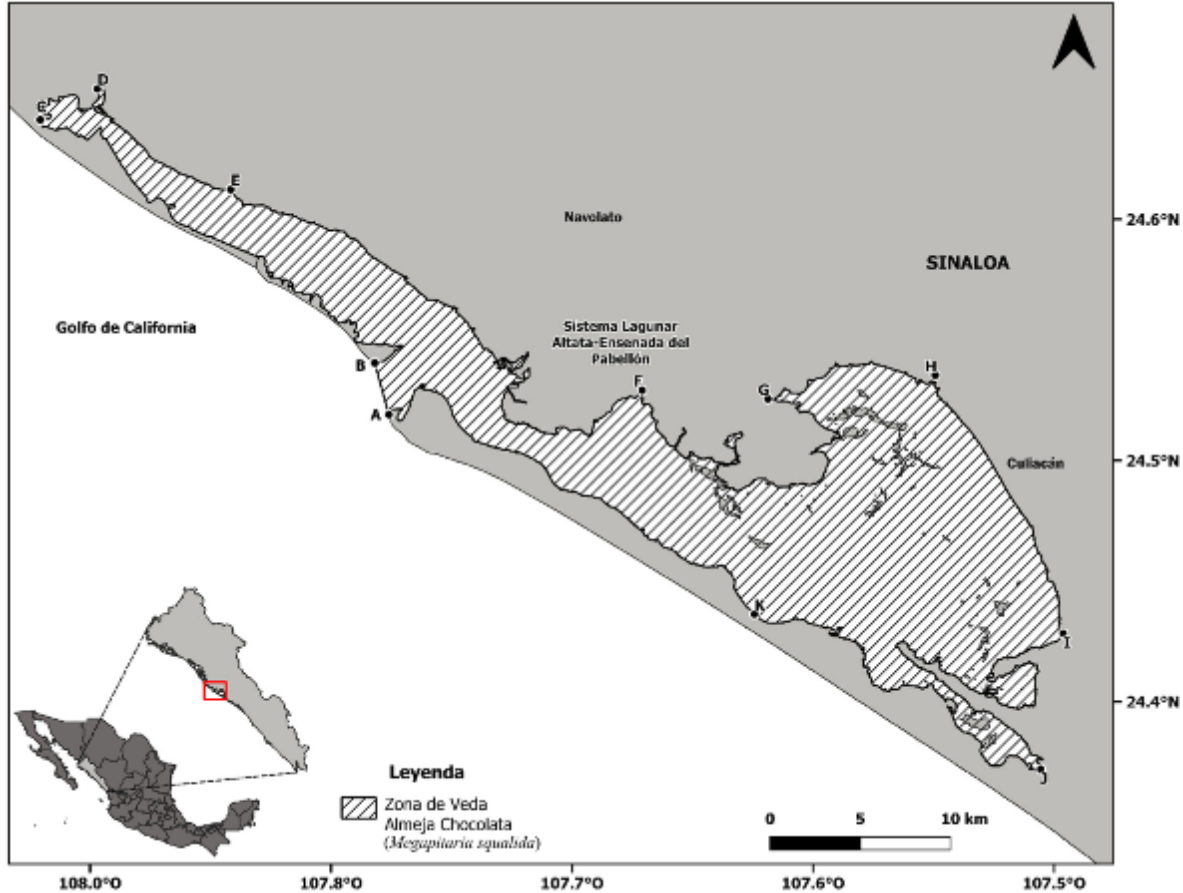 D
C
E
Navolato
24.6°N
SINALOA
Golfo de California
Sistema Lagunar
Altata-Ensenada del
Pabellón
B
F
G
H
A
24.5°N
Culiacán
K
I
24.4°N
J
Leyenda
Zona de Veda
Almeja Chocolata
(Megapitaria squalida)
0 5 10 km
108.0°O 107.8°O 107.7°O 107.6°O 107.5°O